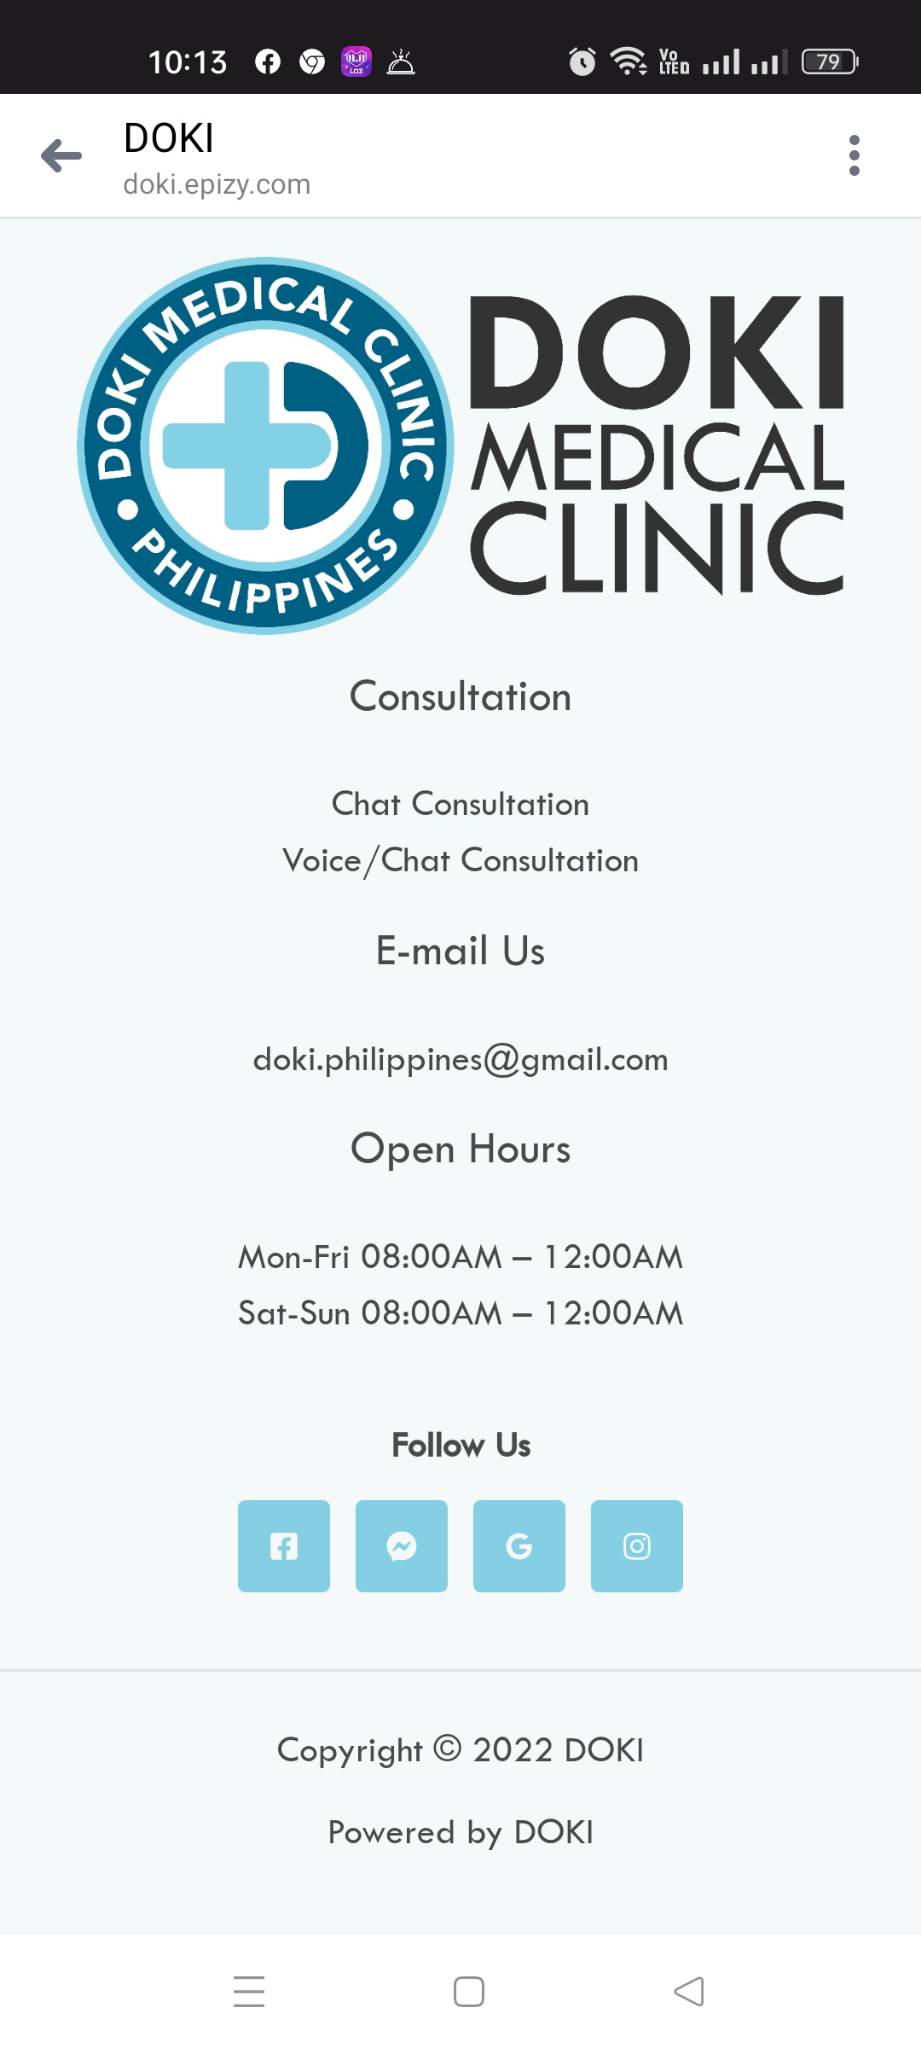 10:13
VO
LTED
79
DOKI
doki.epizy.com
DOKI MEDICAL CLINIC
PHILIPPINES
DOKI
MEDICAL
CLINIC
Consultation
Chat Consultation
Voice/Chat Consultation
E-mail Us
doki.philippines@gmail.com
Open Hours
Mon-Fri 08:00AM – 12:00AM
Sat-Sun 08:00AM – 12:00AM
Follow Us
Copyright © 2022 DOKI
Powered by DOKI